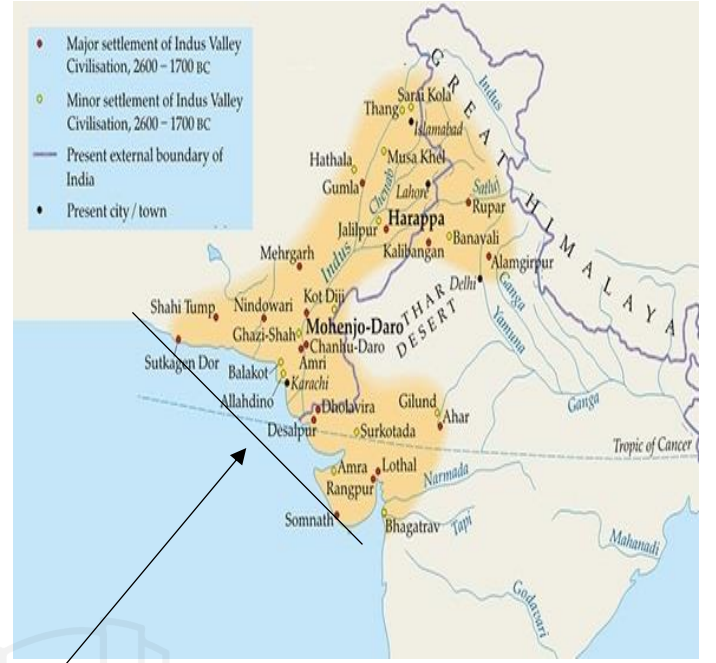 Major settlement of Indus Valley
Civilisation, 2600 – 1700 BC
Minor settlement of Indus Valley
Civilisation, 2600 – 1700 BC
Present external boundary of
India
Present city / town
GREAT HIMALAYA
Indus
Sarai Kola
Thang
Islamabad
Hathala
Musa Khel
Gumla
Chenab
Lahore
Satluj
Rupar
Jalilpur
Harappa
Kalibangan
Banavali
Alamgirpur
Mehrgarh
Indus
Delhi
Ganga
THAR
DESERT
Yamuna
Shahi Tump
Nindowari
Kot Diji
Ghazi-Shah
Mohenjo-Daro
Chanhu-Daro
Sutkagen Dor
Amri
Balakot
Karachi
Allahdino
Ganga
Dholavira
Gilund
Ahar
Desalpur
Surkotada
Tropic of Cancer
Amra
Lothal
Narmada
Rangpur
Somnath
Bhagatrav
Tapi
Mahanadi
Godavari